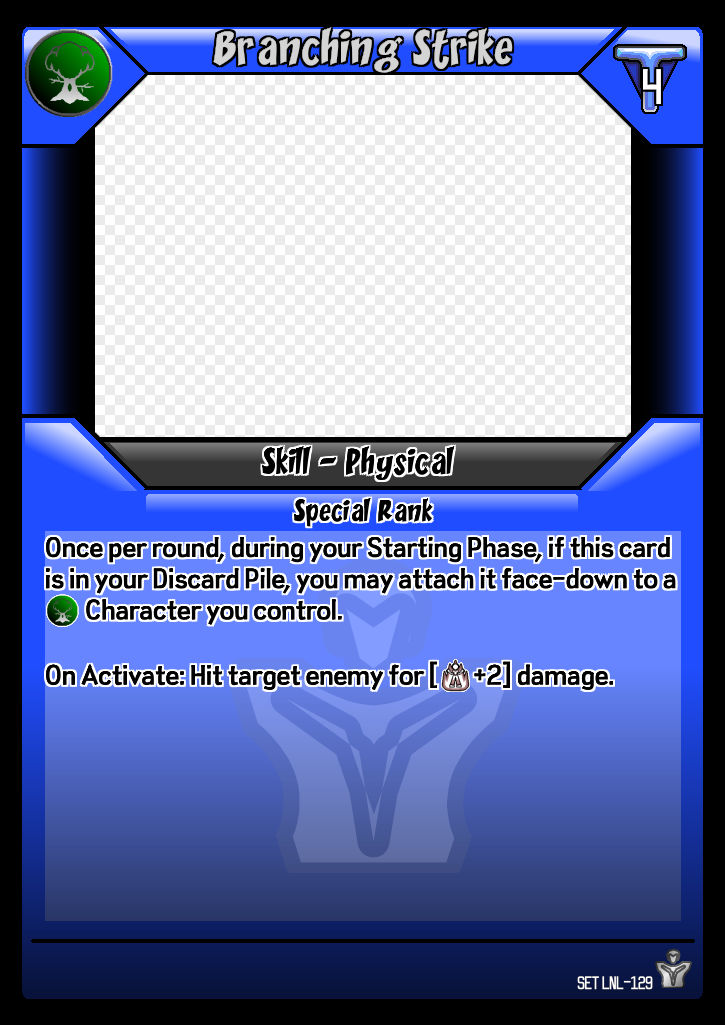 Branching Strike
4
Skill - Physical
Special Rank
Once per round, during your Starting Phase, if this card
is in your Discard Pile, you may attach it face-down to a
Character you control.
On Activate: Hit target enemy for [ +2] damage.
SET LNL-129